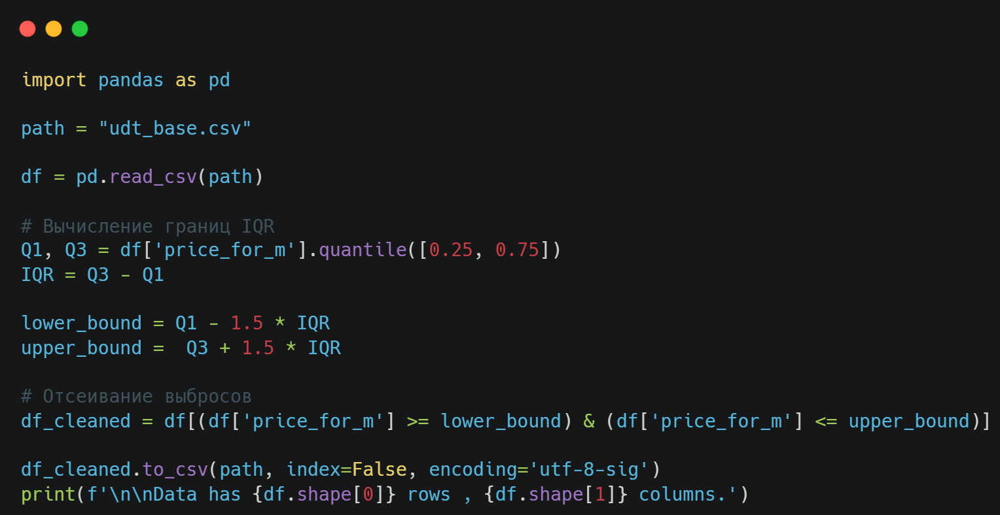 import pandas as pd
path = "udt_base.csv"
df = pd.read_csv(path)
# Вычисление границ IQR
Q1, Q3 = df['price_for_m'].quantile([0.25, 0.75])
IQR = Q3 - Q1
lower_bound = Q1 - 1.5 * IQR
upper_bound =  Q3 + 1.5 * IQR
# Отсеивание выбросов
df_cleaned = df[(df['price_for_m'] >= lower_bound) & (df['price_for_m'] <= upper_bound)]
df_cleaned.to_csv(path, index=False, encoding='utf-8-sig')
print(f'\n\nData has {df.shape[0]} rows , {df.shape[1]} columns.')